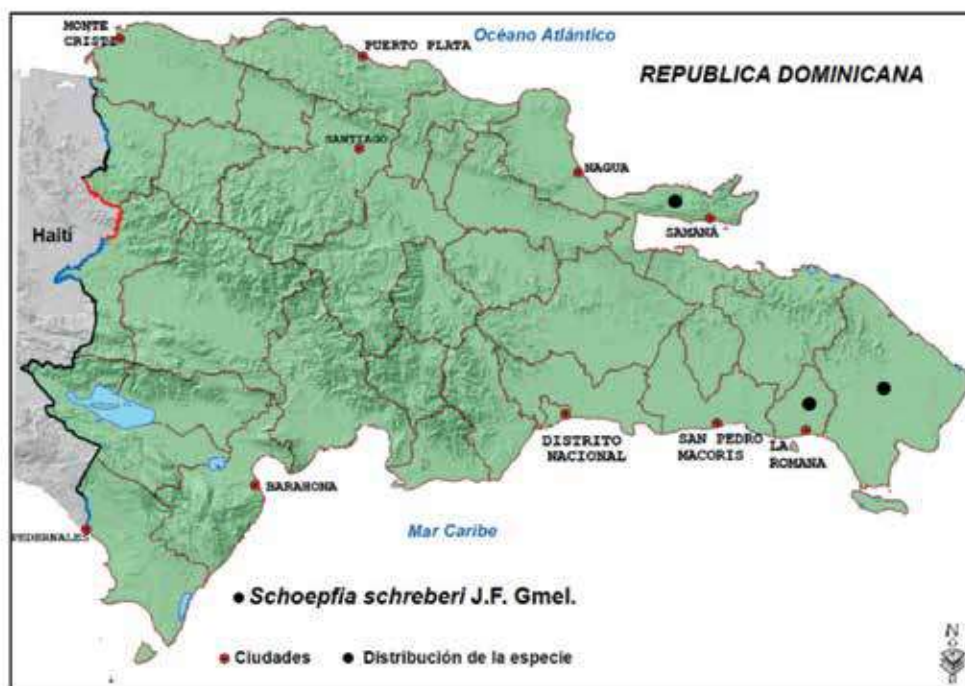 MONTE
CRISTI
PUERTO PLATA
Océano Atlántico
REPUBLICA DOMINICANA
SANTIAGO
NAGUA
SAMANÁ
Haití
DISTRITO
NACIONAL
SAN PEDRO
MACORIS
LA
ROMANA
BARAHONA
PEDERNALES
Mar Caribe
Schoepfia schreberi J.F. Gmel.
Ciudades
Distribución de la especie
N